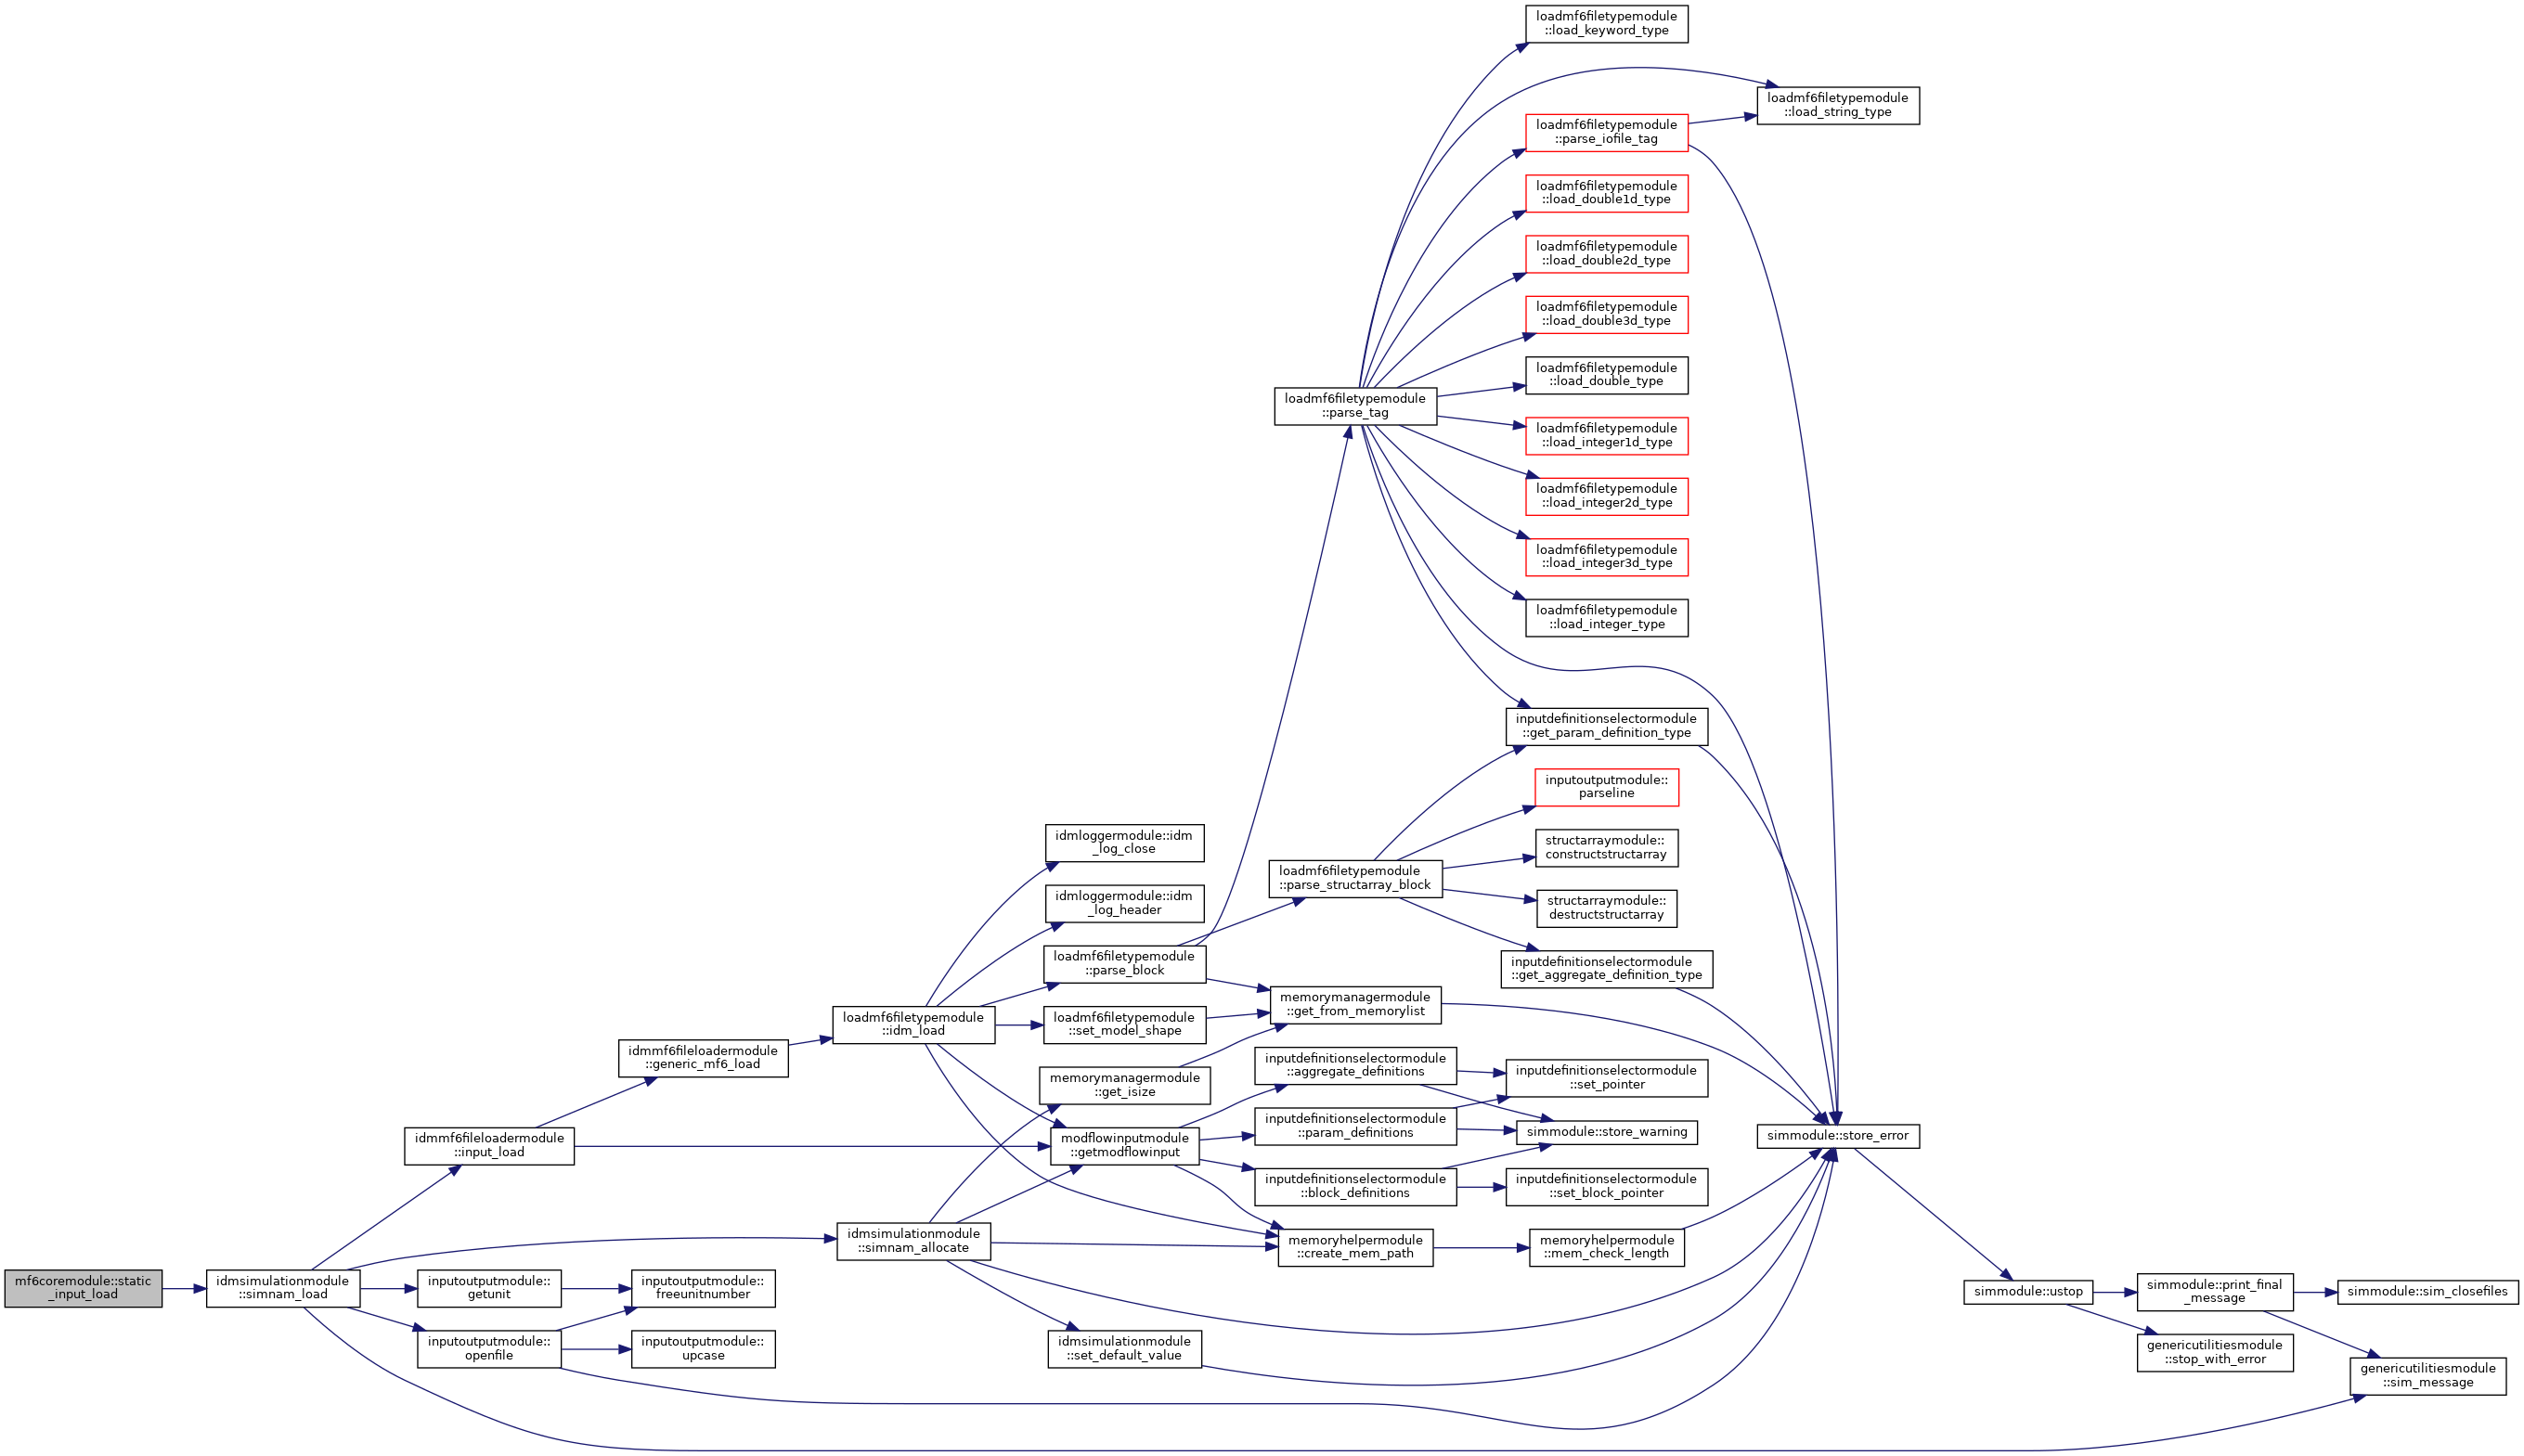 mf6coremodule::static
_input_load
idmsimulationmodule
::simnam_load
idmmf6fileloadermodule
::input_load
inputoutputmodule::
getunit
inputoutputmodule::
openfile
idmmf6fileloadermodule
::generic_mf6_load
inputoutputmodule::
freeunitnumber
inputoutputmodule::
upcase
loadmf6filetypemodule
::idm_load
idmsimulationmodule
::simnam_allocate
idmloggermodule::idm
_log_close
idmloggermodule::idm
_log_header
loadmf6filetypemodule
::parse_block
loadmf6filetypemodule
::set_model_shape
memorymanagermodule
::get_isize
modflowinputmodule
::getmodflowinput
idmsimulationmodule
::set_default_value
loadmf6filetypemodule
::parse_tag
loadmf6filetypemodule
::parse_structarray_block
memorymanagermodule
::get_from_memorylist
inputdefinitionselectormodule
::aggregate_definitions
inputdefinitionselectormodule
::param_definitions
inputdefinitionselectormodule
::block_definitions
memoryhelpermodule
::create_mem_path
loadmf6filetypemodule
::load_keyword_type
loadmf6filetypemodule
::parse_iofile_tag
loadmf6filetypemodule
::load_double1d_type
loadmf6filetypemodule
::load_double2d_type
loadmf6filetypemodule
::load_double3d_type
loadmf6filetypemodule
::load_double_type
loadmf6filetypemodule
::load_integer1d_type
loadmf6filetypemodule
::load_integer2d_type
loadmf6filetypemodule
::load_integer3d_type
loadmf6filetypemodule
::load_integer_type
inputdefinitionselectormodule
::get_param_definition_type
inputoutputmodule::
parseline
structarraymodule::
constructstructarray
structarraymodule::
destructstructarray
inputdefinitionselectormodule
::get_aggregate_definition_type
inputdefinitionselectormodule
::set_pointer
simmodule::store_warning
inputdefinitionselectormodule
::set_block_pointer
memoryhelpermodule
::mem_check_length
loadmf6filetypemodule
::load_string_type
simmodule::store_error
simmodule::ustop
simmodule::print_final
_message
genericutilitiesmodule
::stop_with_error
simmodule::sim_closefiles
genericutilitiesmodule
::sim_message